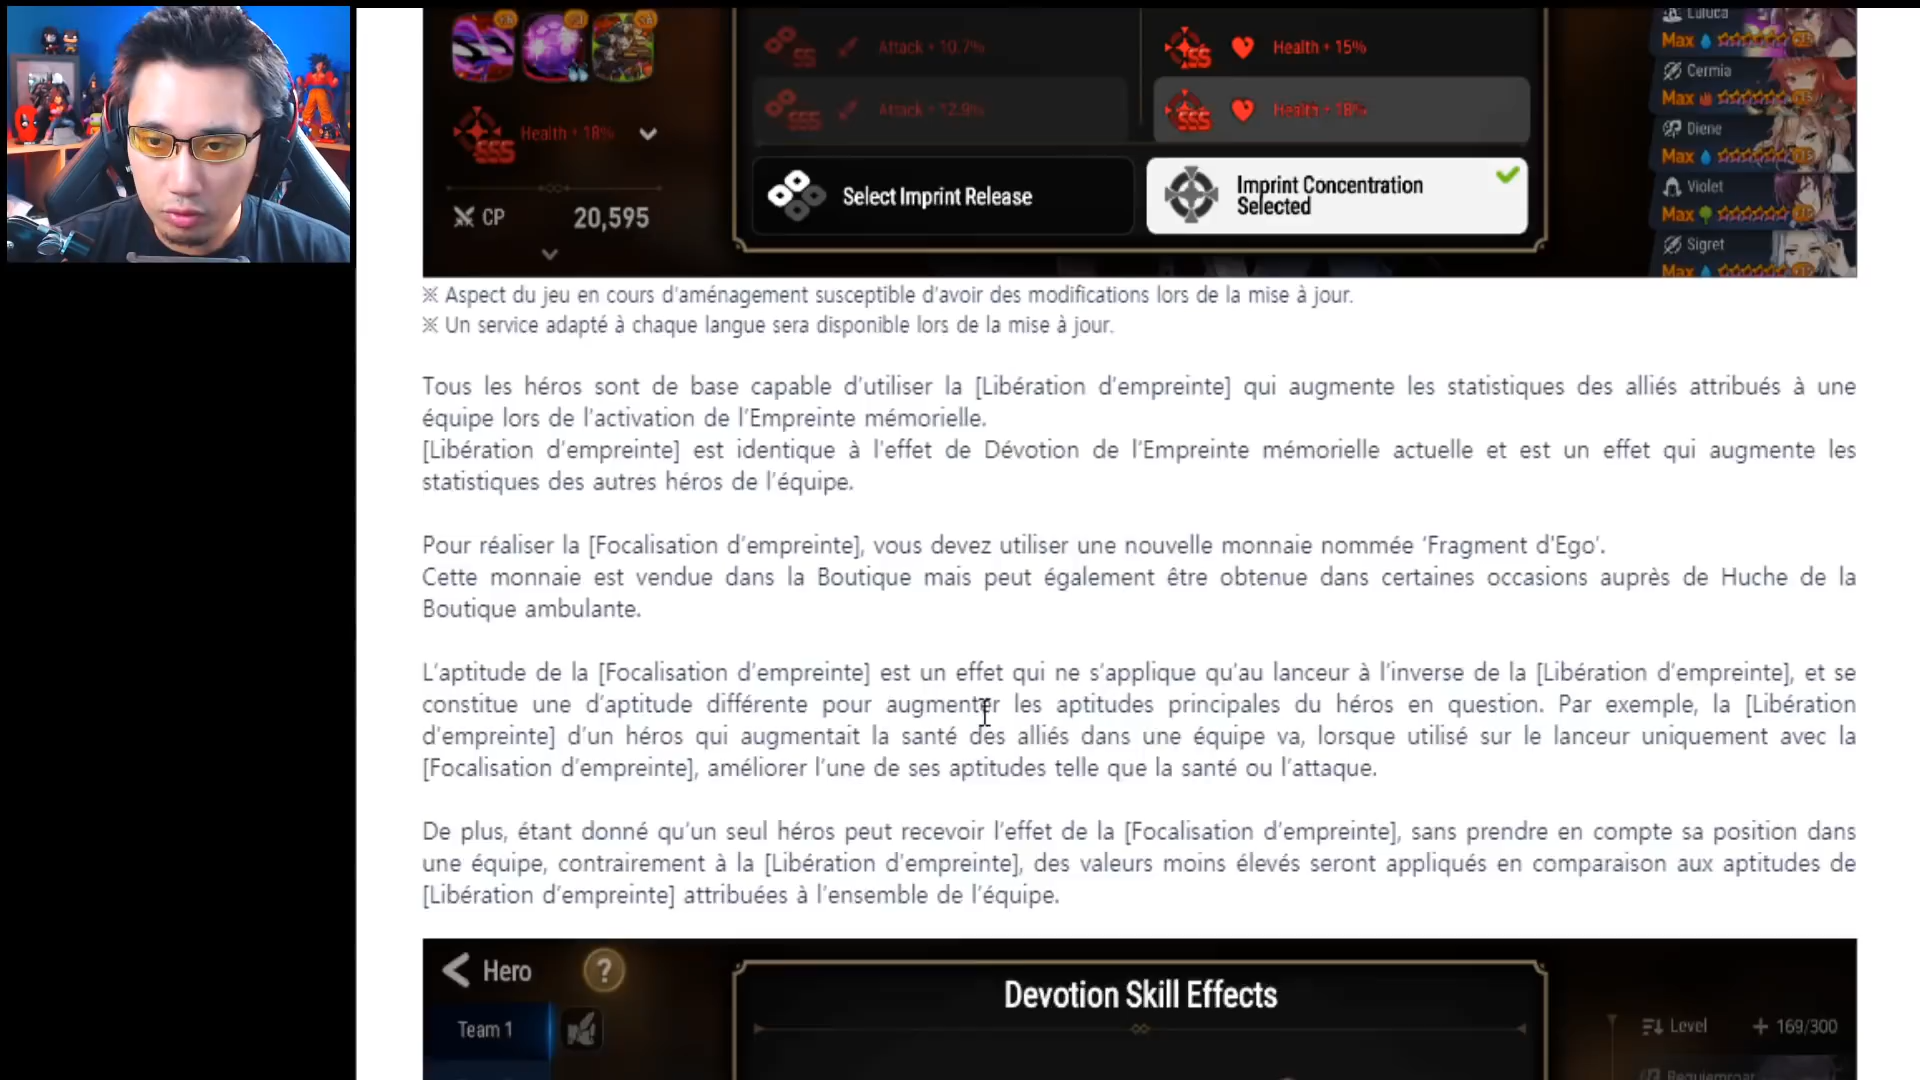 Luluca
Attack + 10.7%
Health + 15%
Max
Cermia
Max
SSS
Attack + 12.9%
SSS
Health + 18%
SSS
Health + 18%
Diene
Max
Violet
Max
Select Imprint Release
Imprint Concentration
Selected
CP 20,595
Sigret
Max
※ Aspect du jeu en cours d'aménagement susceptible d'avoir des modifications lors de la mise à jour.
※ Un service adapté à chaque langue sera disponible lors de la mise à jour.
Tous les héros sont de base capable d’utiliser la [Libération d’empreinte] qui augmente les statistiques des alliés attribués à une
équipe lors de l’activation de l’Empreinte mémorielle.
[Libération d’empreinte] est identique à l’effet de Dévotion de l’Empreinte mémorielle actuelle et est un effet qui augmente les
statistiques des autres héros de l’équipe.
Pour réaliser la [Focalisation d’empreinte], vous devez utiliser une nouvelle monnaie nommée ‘Fragment d'Ego’.
Cette monnaie est vendue dans la Boutique mais peut également être obtenue dans certaines occasions auprès de Huche de la
Boutique ambulante.
L’aptitude de la [Focalisation d’empreinte] est un effet qui ne s’applique qu’au lanceur à l’inverse de la [Libération d’empreinte], et se
constitue une d’aptitude différente pour augmenter les aptitudes principales du héros en question. Par exemple, la [Libération
d’empreinte] d’un héros qui augmentait la santé des alliés dans une équipe va, lorsque utilisé sur le lanceur uniquement avec la
[Focalisation d’empreinte], améliorer l’une de ses aptitudes telle que la santé ou l’attaque.
De plus, étant donné qu’un seul héros peut recevoir l’effet de la [Focalisation d’empreinte], sans prendre en compte sa position dans
une équipe, contrairement à la [Libération d’empreinte], des valeurs moins élevés seront appliqués en comparaison aux aptitudes de
[Libération d’empreinte] attribuées à l’ensemble de l’équipe.
Hero
?
Devotion Skill Effects
Team 1
Level
169/300